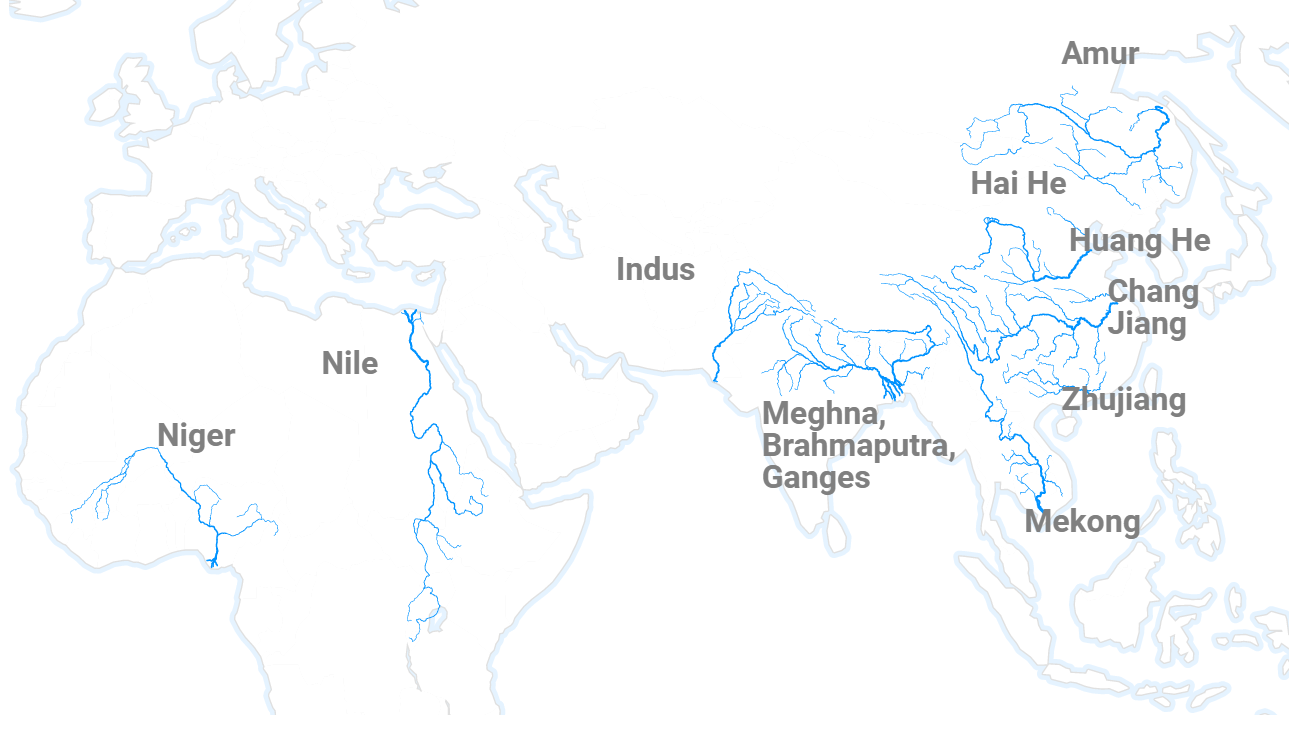 Amur
Hai He
Huang He
Indus
Chang
Jiang
Nile
Zhujiang
Meghna,
Brahmaputra,
Ganges
Niger
Mekong